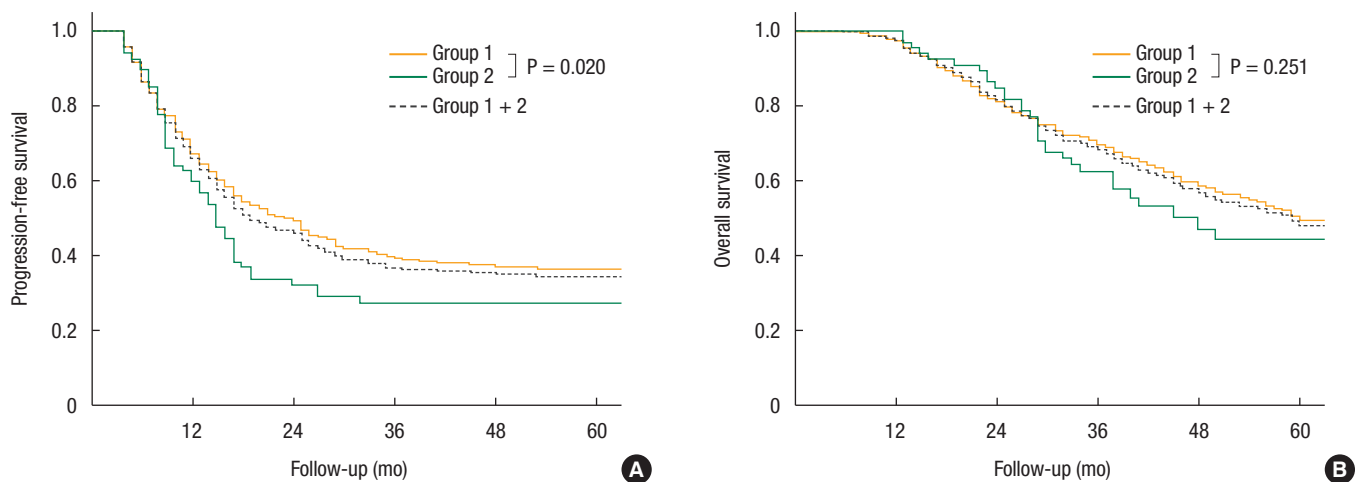 Progression-free survival
1.0
0.8
0.6
0.4
0.2
0
12 24 36 48 60
Follow-up (mo)
Group 1
Group 2
P = 0.020
Group 1 + 2
A
Overall survival
1.0
0.8
0.6
0.4
0.2
0
12 24 36 48 60
Follow-up (mo)
Group 1
Group 2
P = 0.251
Group 1 + 2
B